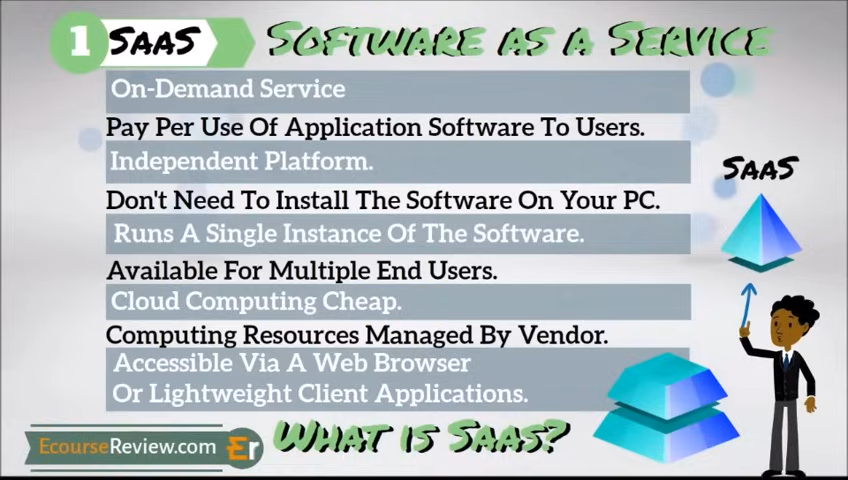 1 SaaS Software as a Service
On-Demand Service
Pay Per Use Of Application Software To Users.
Independent Platform.
Don't Need To Install The Software On Your PC.
Runs A Single Instance Of The Software.
Available For Multiple End Users.
Cloud Computing Cheap.
Computing Resources Managed By Vendor.
Accessible Via A Web Browser
Or Lightweight Client Applications.
SaaS
EcourseReview.com Er What is SaaS?